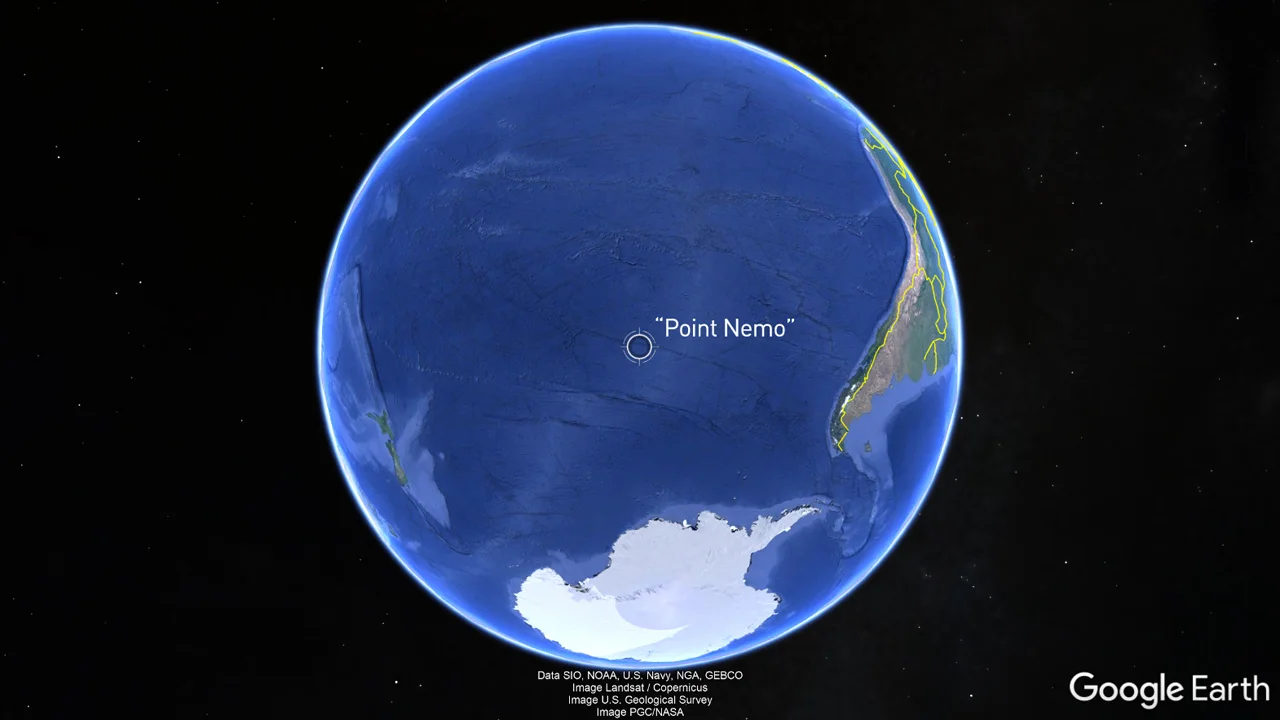 “Point Nemo”
Data SIO, NOAA, U.S. Navy, NGA, GEBCO
Image Landsat / Copernicus
Image U.S. Geological Survey
Image PGC/NASA
Google Earth